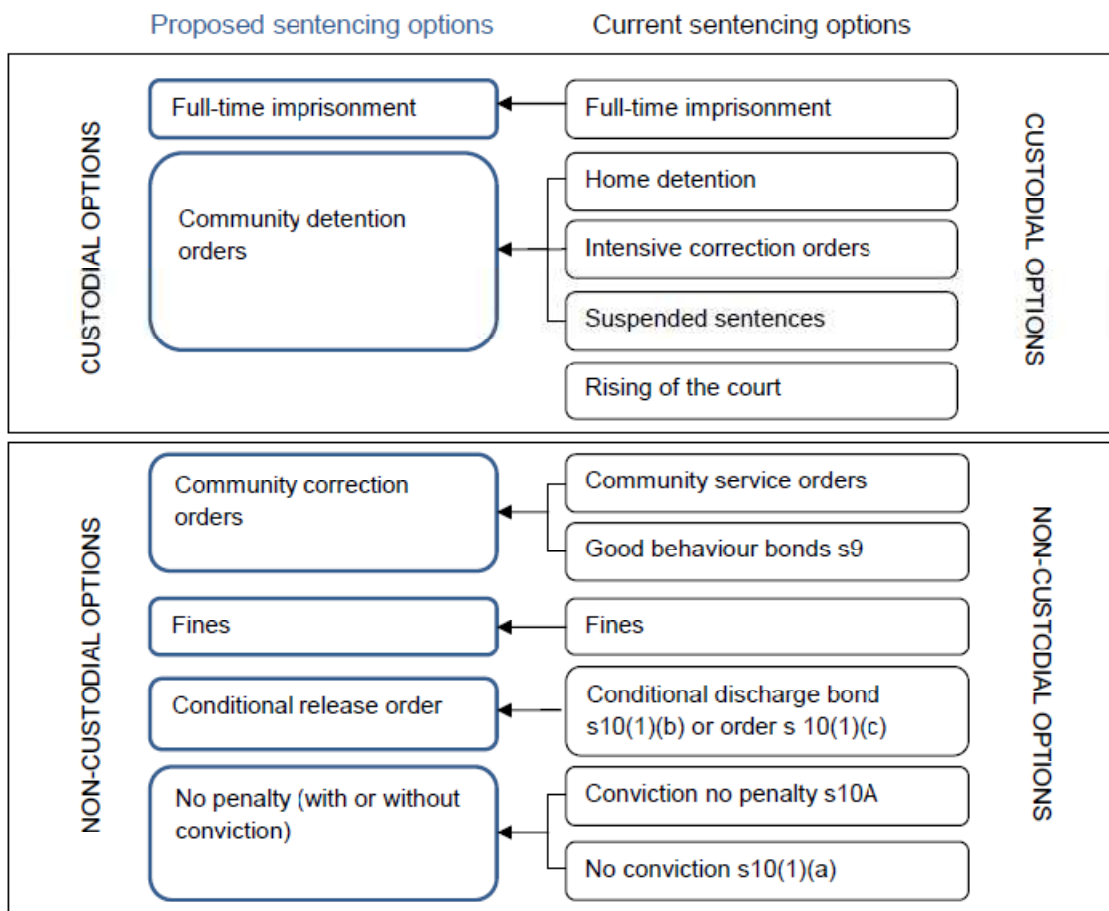 Proposed sentencing options
Current sentencing options
CUSTODIAL OPTIONS
Full-time imprisonment
Full-time imprisonment
Community detention
orders
Home detention
Intensive correction orders
Suspended sentences
Rising of the court
CUSTODIAL OPTIONS
NON-CUSTODIAL OPTIONS
Community correction
orders
Community service orders
Good behaviour bonds s9
Fines
Fines
Conditional release order
Conditional discharge bond
s10(1)(b) or order s 10(1)(c)
No penalty (with or without
conviction)
Conviction no penalty s10A
No conviction s10(1)(a)
NON-CUSTODIAL OPTIONS